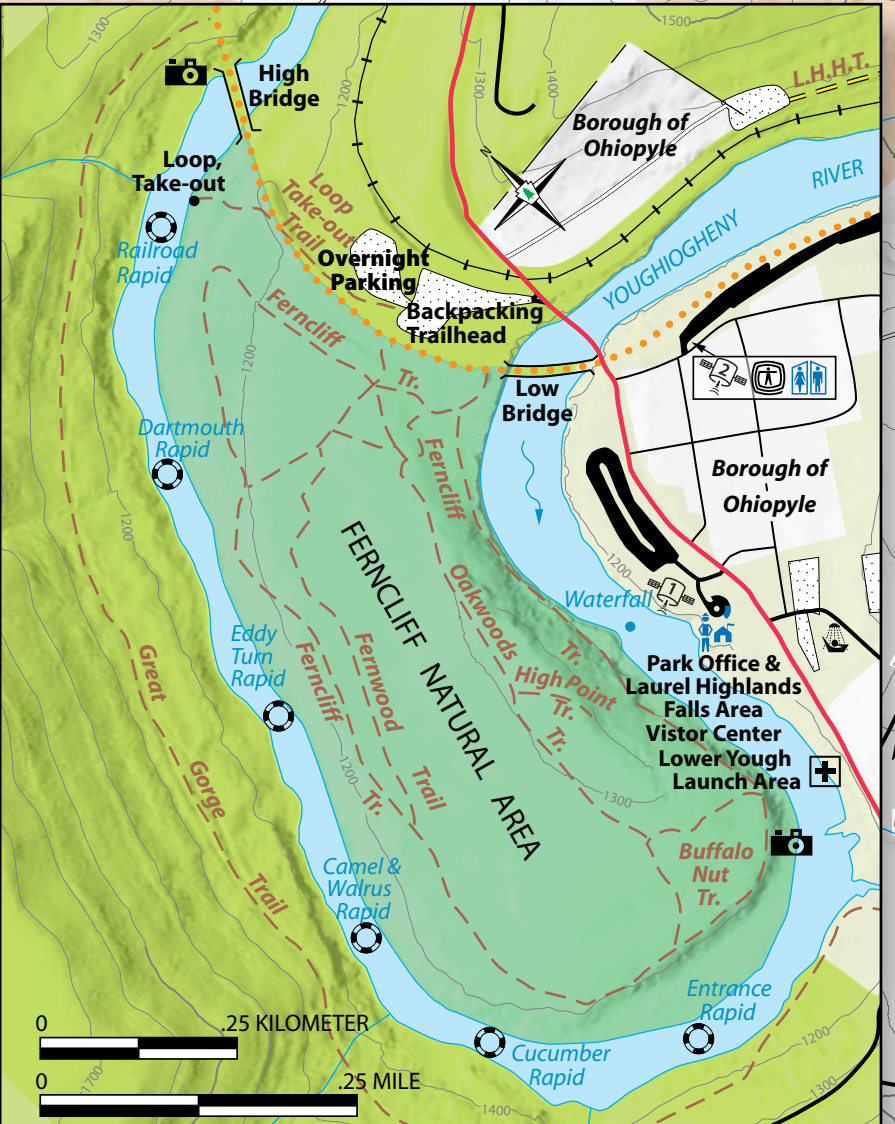 1300
1500
High
Bridge
1200
1300
1400
L.H.H.T.
Borough of
Ohiopyle
N
Loop,
Take-out
RIVER
Loop
Take-out
Trail
YOUGHIOGHENY
Railroad
Rapid
Overnight
Parking
Ferncliff
Backpacking
Trailhead
1200
Tr.
2
Low
Bridge
Dartmouth
Rapid
Ferncliff
Borough of
Ohiopyle
1200
FERNCLIFF NATURAL AREA
1200
Oakwoods
1
Waterfall
Eddy
Turn
Rapid
Great
Ferncliff
Fernwood
Tr.
High Point
Tr.
Tr.
Park Office &
Laurel Highlands
Falls Area
Vistor Center
Lower Yough
Launch Area
1200
Gorge
Tr.
Trail
1300
Buffalo
Nut
Tr.
Camel &
Walrus
Rapid
Trail
Entrance
Rapid
0 .25 KILOMETER
Cucumber
Rapid
1200
0 .25 MILE
1700
1300
1400